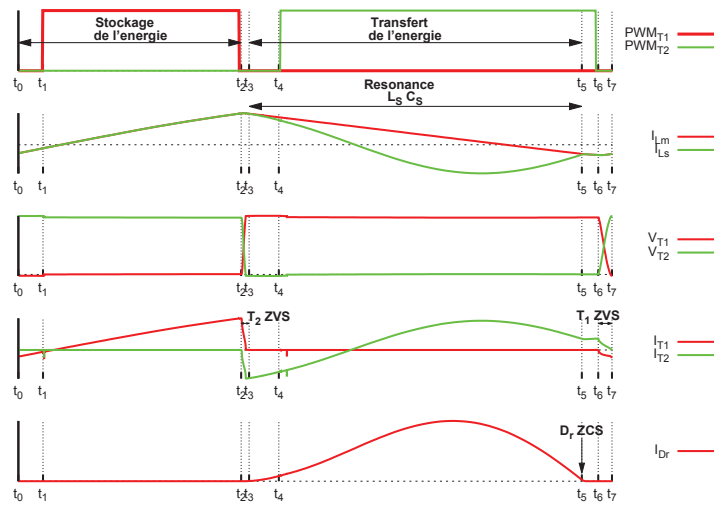 Stockage
de l'energie
Transfert
de l'energie
PWM_T1
PWM_T2
t0 t1 t2 t3 t4 t5 t6 t7
Resonance
L_S C_S
I_Lm
I_Ls
t0 t1 t2 t3 t4 t5 t6 t7
V_T1
V_T2
t0 t1 t2 t3 t4 t5 t6 t7
T2 ZVS
T1 ZVS
I_T1
I_T2
t0 t1 t2 t3 t4 t5 t6 t7
D_r ZCS
I_Dr
t0 t1 t2 t3 t4 t5 t6 t7